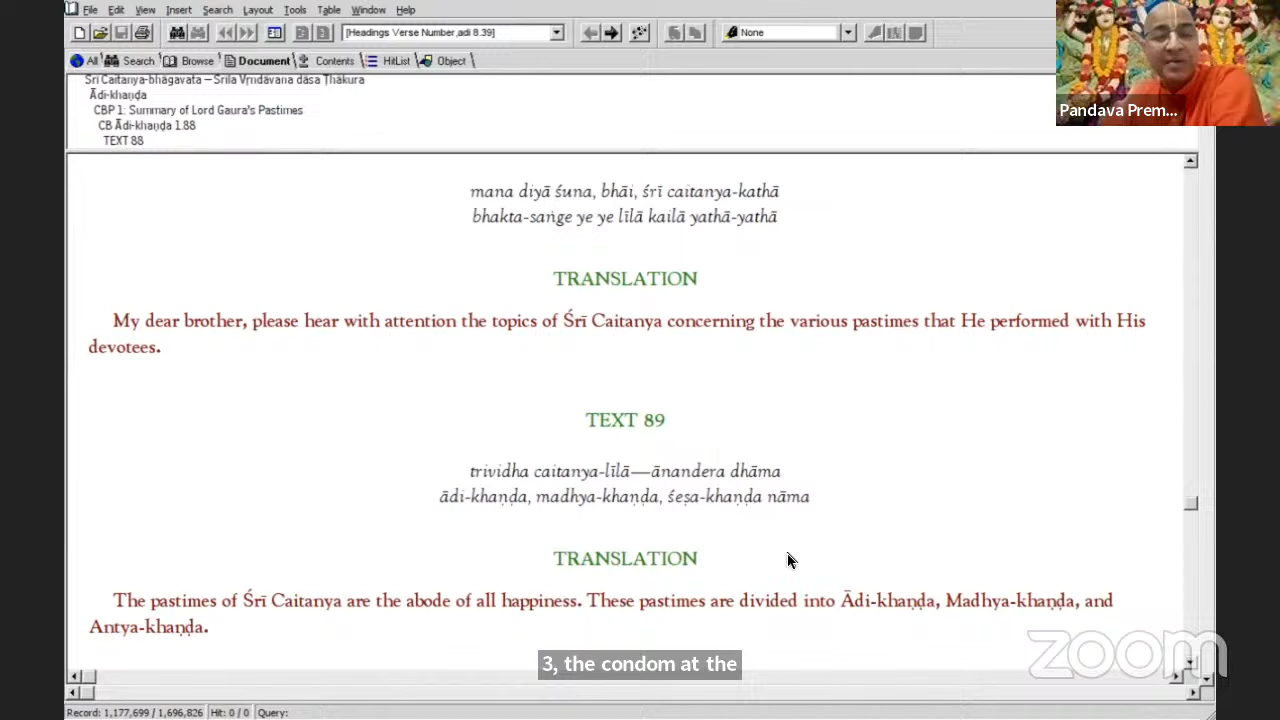 File Edit View Insert Search Layout Tools Table Window Help
[Headings Verse Number,adi 8.39] None
All Search Browse Document Contents HitList Object
Śrī Caitanya-bhāgavata – Srila Vṛndāvana dāsa Ṭhākura
Ādi-khaṇḍa
CBP 1: Summary of Lord Gaura's Pastimes
CB Ādi-khaṇḍa 1.88
TEXT 88
Pandava Prem...
mana diyā śuna, bhāi, śrī caitanya-kathā
bhakta-saṅge ye ye līlā kailā yathā-yathā
TRANSLATION
My dear brother, please hear with attention the topics of Śrī Caitanya concerning the various pastimes that He performed with His
devotees.
TEXT 89
trividha caitanya-līlā—ānandera dhāma
ādi-khaṇḍa, madhya-khaṇḍa, śeṣa-khaṇḍa nāma
TRANSLATION
The pastimes of Śrī Caitanya are the abode of all happiness. These pastimes are divided into Ādi-khaṇḍa, Madhya-khaṇḍa, and
Antya-khaṇḍa.
zoom
3, the condom at the
Record: 1,177,699 / 1,696,826 Hit: 0 / 0 Query: